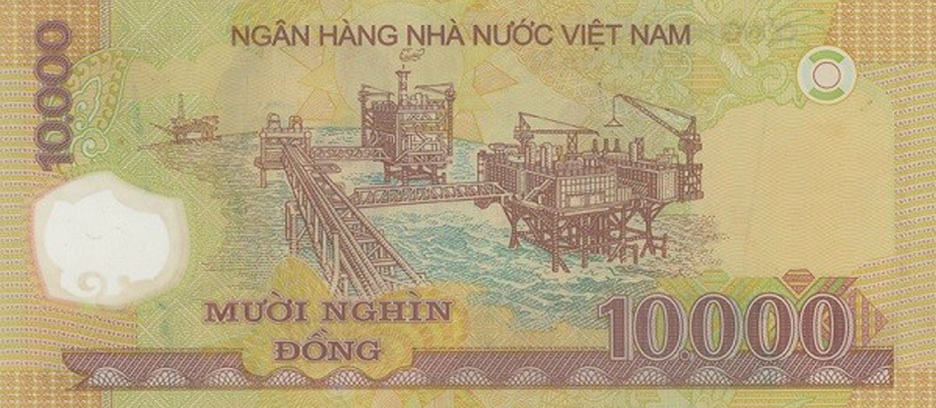 NGÂN HÀNG NHÀ NƯỚC VIỆT NAM
10.000
MƯỜI NGHÌN
ĐỒNG
10.000